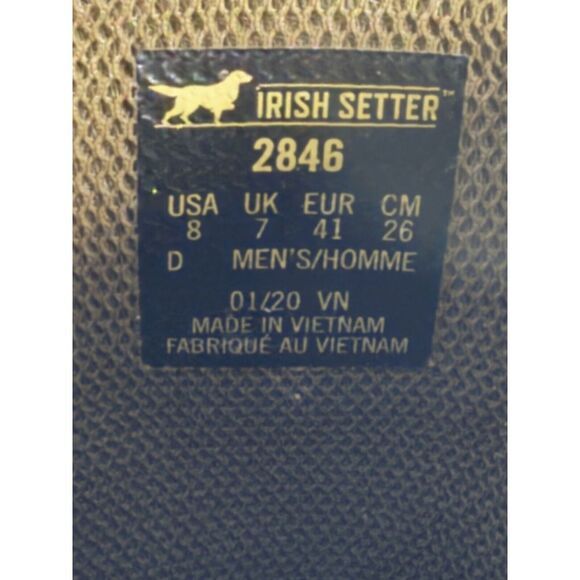 IRISH SETTER™
2846
USA UK EUR CM
8 7 41 26
D MEN'S/HOMME
01/20 VN
MADE IN VIETNAM
FABRIQUÉ AU VIETNAM